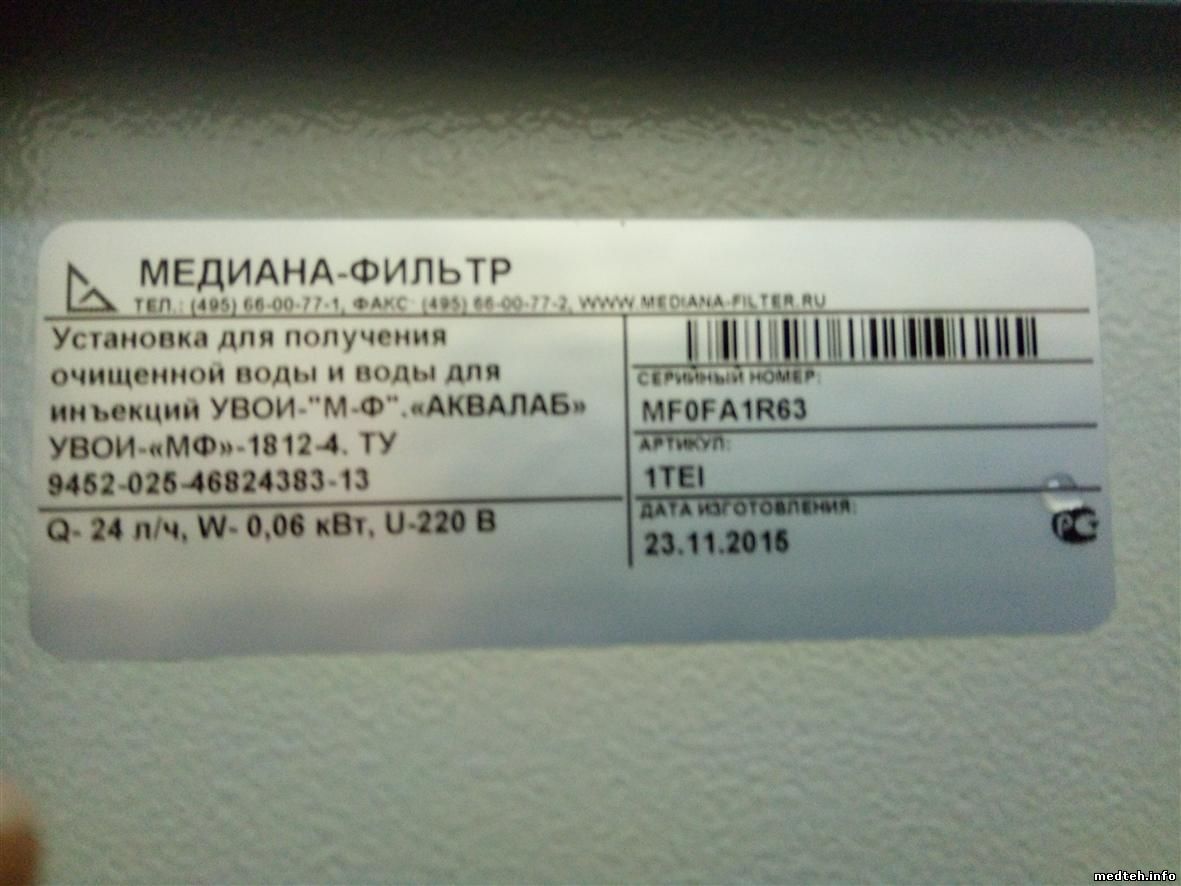 МЕДИАНА-ФИЛЬТР
ТЕЛ.: (495) 66-00-77-1, ФАКС: (495) 66-00-77-2, WWW.MEDIANA-FILTER.RU
Установка для получения
очищенной воды и воды для
инъекций УВОИ-"М-Ф".«АКВАЛАБ»
УВОИ-«МФ»-1812-4. ТУ
9452-025-46824383-13
Q- 24 л/ч, W- 0,06 кВт, U-220 В
СЕРИЙНЫЙ НОМЕР:
MF0FA1R63
АРТИКУЛ:
1TEI
ДАТА ИЗГОТОВЛЕНИЯ:
23.11.2015
РС
medteh.info